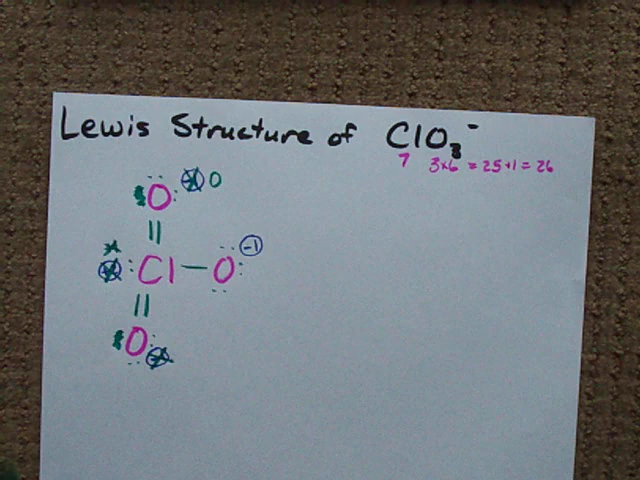 Lewis Structure of ClO3-
7 3x6 = 25+1 = 26
O 0
Cl — O -1
O